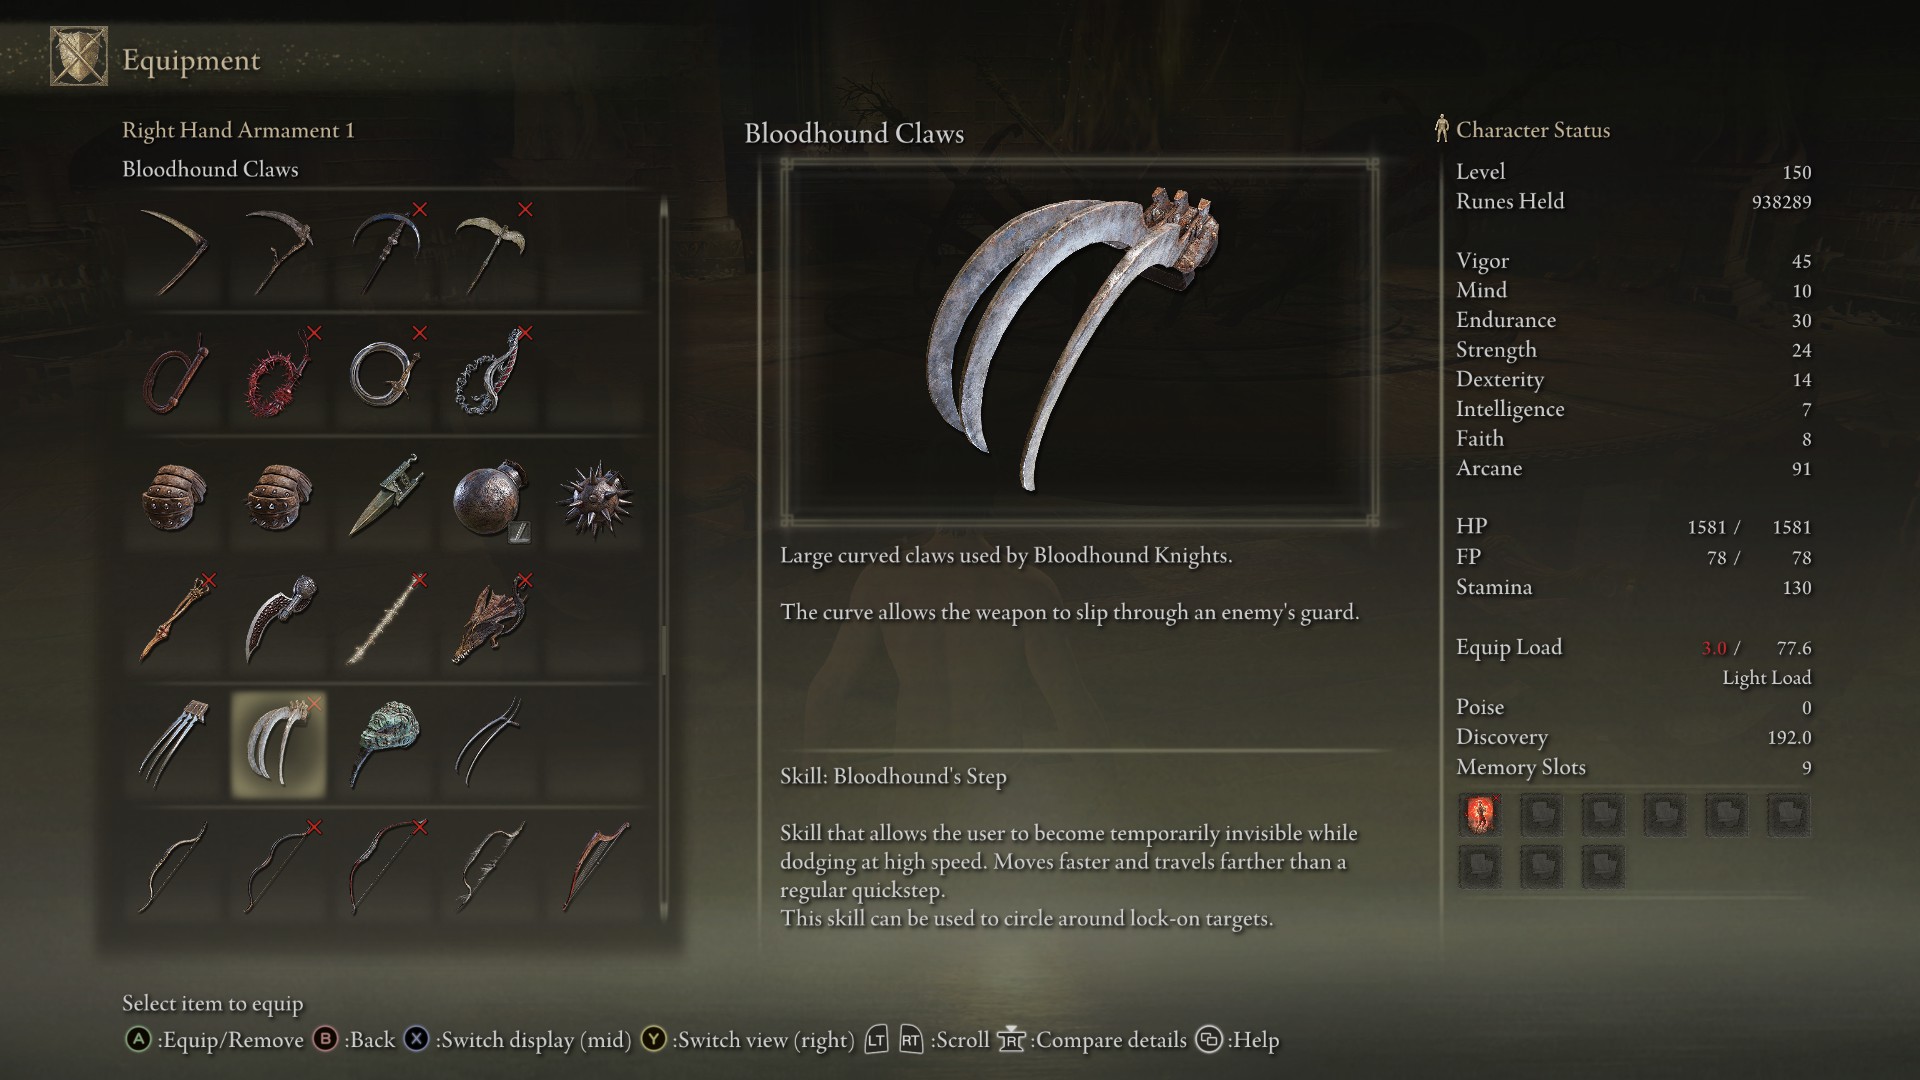 Equipment
Right Hand Armament 1
Bloodhound Claws
Bloodhound Claws
Large curved claws used by Bloodhound Knights.
The curve allows the weapon to slip through an enemy's guard.
Skill: Bloodhound's Step
Skill that allows the user to become temporarily invisible while
dodging at high speed. Moves faster and travels farther than a
regular quickstep.
This skill can be used to circle around lock-on targets.
Character Status
Level 150
Runes Held 938289
Vigor 45
Mind 10
Endurance 30
Strength 24
Dexterity 14
Intelligence 7
Faith 8
Arcane 91
HP 1581 / 1581
FP 78 / 78
Stamina 130
Equip Load 3.0 / 77.6
Light Load
Poise 0
Discovery 192.0
Memory Slots 9
Select item to equip
A :Equip/Remove B :Back X :Switch display (mid) Y :Switch view (right) LT RT :Scroll R :Compare details :Help